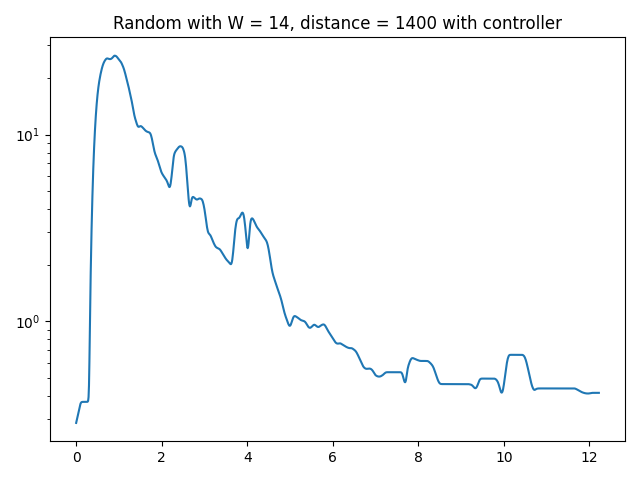 Random with W = 14, distance = 1400 with controller
10¹
10⁰
0 2 4 6 8 10 12